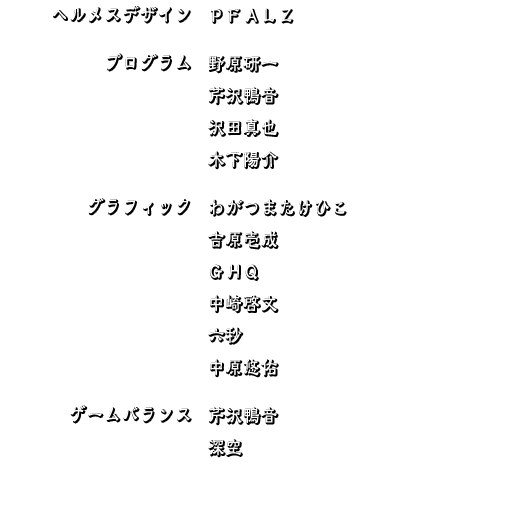 ヘルメスデザイン　ＰＦＡＬＺ
プログラム　野原研一
芹沢鴨音
沢田真也
木下陽介
グラフィック　わがつまたけひこ
吉原壱成
ＧＨＱ
中崎啓文
六秒
中原悠佑
ゲームバランス　芹沢鴨音
深空